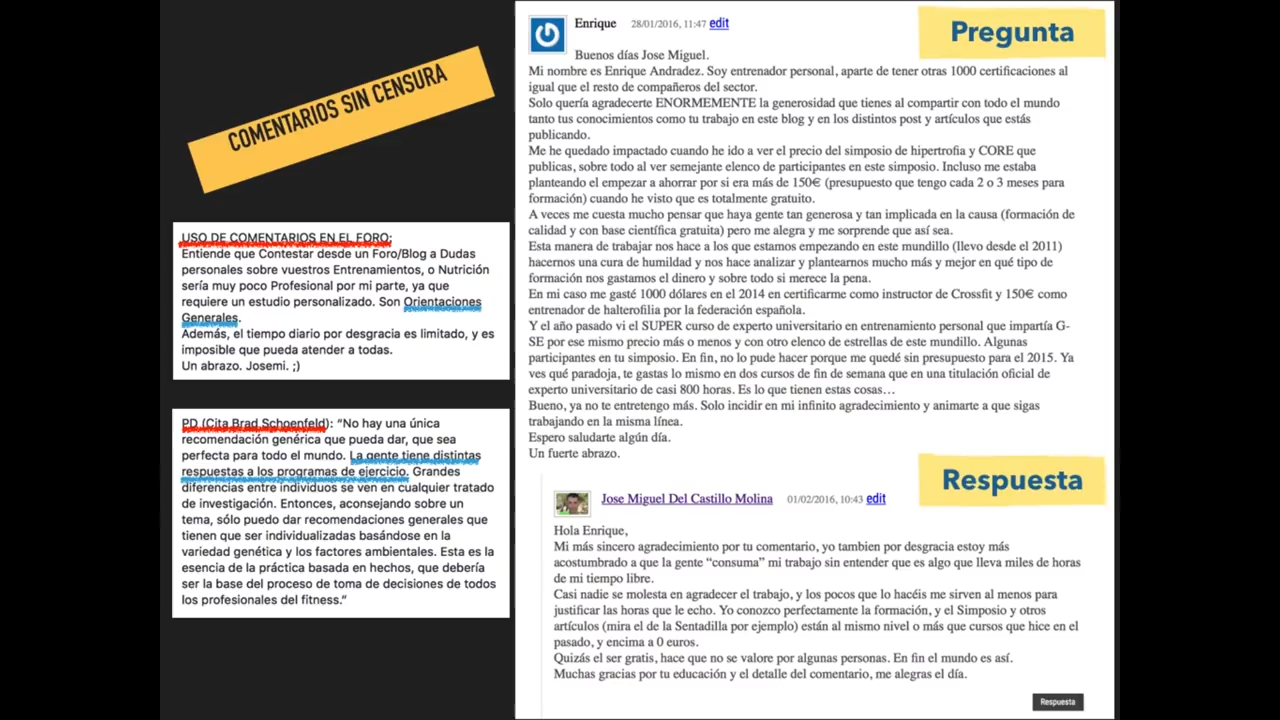 COMENTARIOS SIN CENSURA
USO DE COMENTARIOS EN EL FORO:
Entiende que Contestar desde un Foro/Blog a Dudas
personales sobre vuestros Entrenamientos, o Nutrición
sería muy poco Profesional por mi parte, ya que
requiere un estudio personalizado. Son Orientaciones
Generales.
Además, el tiempo diario por desgracia es limitado, y es
imposible que pueda atender a todas.
Un abrazo. Josemi. ;)
PD (Cita Brad Schoenfeld): “No hay una única
recomendación genérica que pueda dar, que sea
perfecta para todo el mundo. La gente tiene distintas
respuestas a los programas de ejercicio. Grandes
diferencias entre individuos se ven en cualquier tratado
de investigación. Entonces, aconsejando sobre un
tema, sólo puedo dar recomendaciones generales que
tienen que ser individualizadas basándose en la
variedad genética y los factores ambientales. Esta es la
esencia de la práctica basada en hechos, que debería
ser la base del proceso de toma de decisiones de todos
los profesionales del fitness.”
Pregunta
Enrique 28/01/2016, 11:47 edit
Buenos días Jose Miguel.
Mi nombre es Enrique Andradez. Soy entrenador personal, aparte de tener otras 1000 certificaciones al
igual que el resto de compañeros del sector.
Solo quería agradecerte ENORMEMENTE la generosidad que tienes al compartir con todo el mundo
tanto tus conocimientos como tu trabajo en este blog y en los distintos post y artículos que estás
publicando.
Me he quedado impactado cuando he ido a ver el precio del simposio de hipertrofia y CORE que
publicas, sobre todo al ver semejante elenco de participantes en este simposio. Incluso me estaba
planteando el empezar a ahorrar por si era más de 150€ (presupuesto que tengo cada 2 o 3 meses para
formación) cuando he visto que es totalmente gratuito.
A veces me cuesta mucho pensar que haya gente tan generosa y tan implicada en la causa (formación de
calidad y con base científica gratuita) pero me alegra y me sorprende que así sea.
Esta manera de trabajar nos hace a los que estamos empezando en este mundillo (llevo desde el 2011)
hacernos una cura de humildad y nos hace analizar y plantearnos mucho más y mejor en qué tipo de
formación nos gastamos el dinero y sobre todo si merece la pena.
En mi caso me gasté 1000 dólares en el 2014 en certificarme como instructor de Crossfit y 150€ como
entrenador de halterofilia por la federación española.
Y el año pasado vi el SUPER curso de experto universitario en entrenamiento personal que impartía G-
SE por ese mismo precio más o menos y con otro elenco de estrellas de este mundillo. Algunas
participantes en tu simposio. En fin, no lo pude hacer porque me quedé sin presupuesto para el 2015. Ya
ves qué paradoja, te gastas lo mismo en dos cursos de fin de semana que en una titulación oficial de
experto universitario de casi 800 horas. Es lo que tienen estas cosas…
Bueno, ya no te entretengo más. Solo incidir en mi infinito agradecimiento y animarte a que sigas
trabajando en la misma línea.
Espero saludarte algún día.
Un fuerte abrazo.
Respuesta
Jose Miguel Del Castillo Molina 01/02/2016, 10:43 edit
Hola Enrique,
Mi más sincero agradecimiento por tu comentario, yo tambien por desgracia estoy más
acostumbrado a que la gente “consuma” mi trabajo sin entender que es algo que lleva miles de horas
de mi tiempo libre.
Casi nadie se molesta en agradecer el trabajo, y los pocos que lo hacéis me sirven al menos para
justificar las horas que le echo. Yo conozco perfectamente la formación, y el Simposio y otros
artículos (mira el de la Sentadilla por ejemplo) están al mismo nivel o más que cursos que hice en el
pasado, y encima a 0 euros.
Quizás el ser gratis, hace que no se valore por algunas personas. En fin el mundo es así.
Muchas gracias por tu educación y el detalle del comentario, me alegras el día.
Respuesta